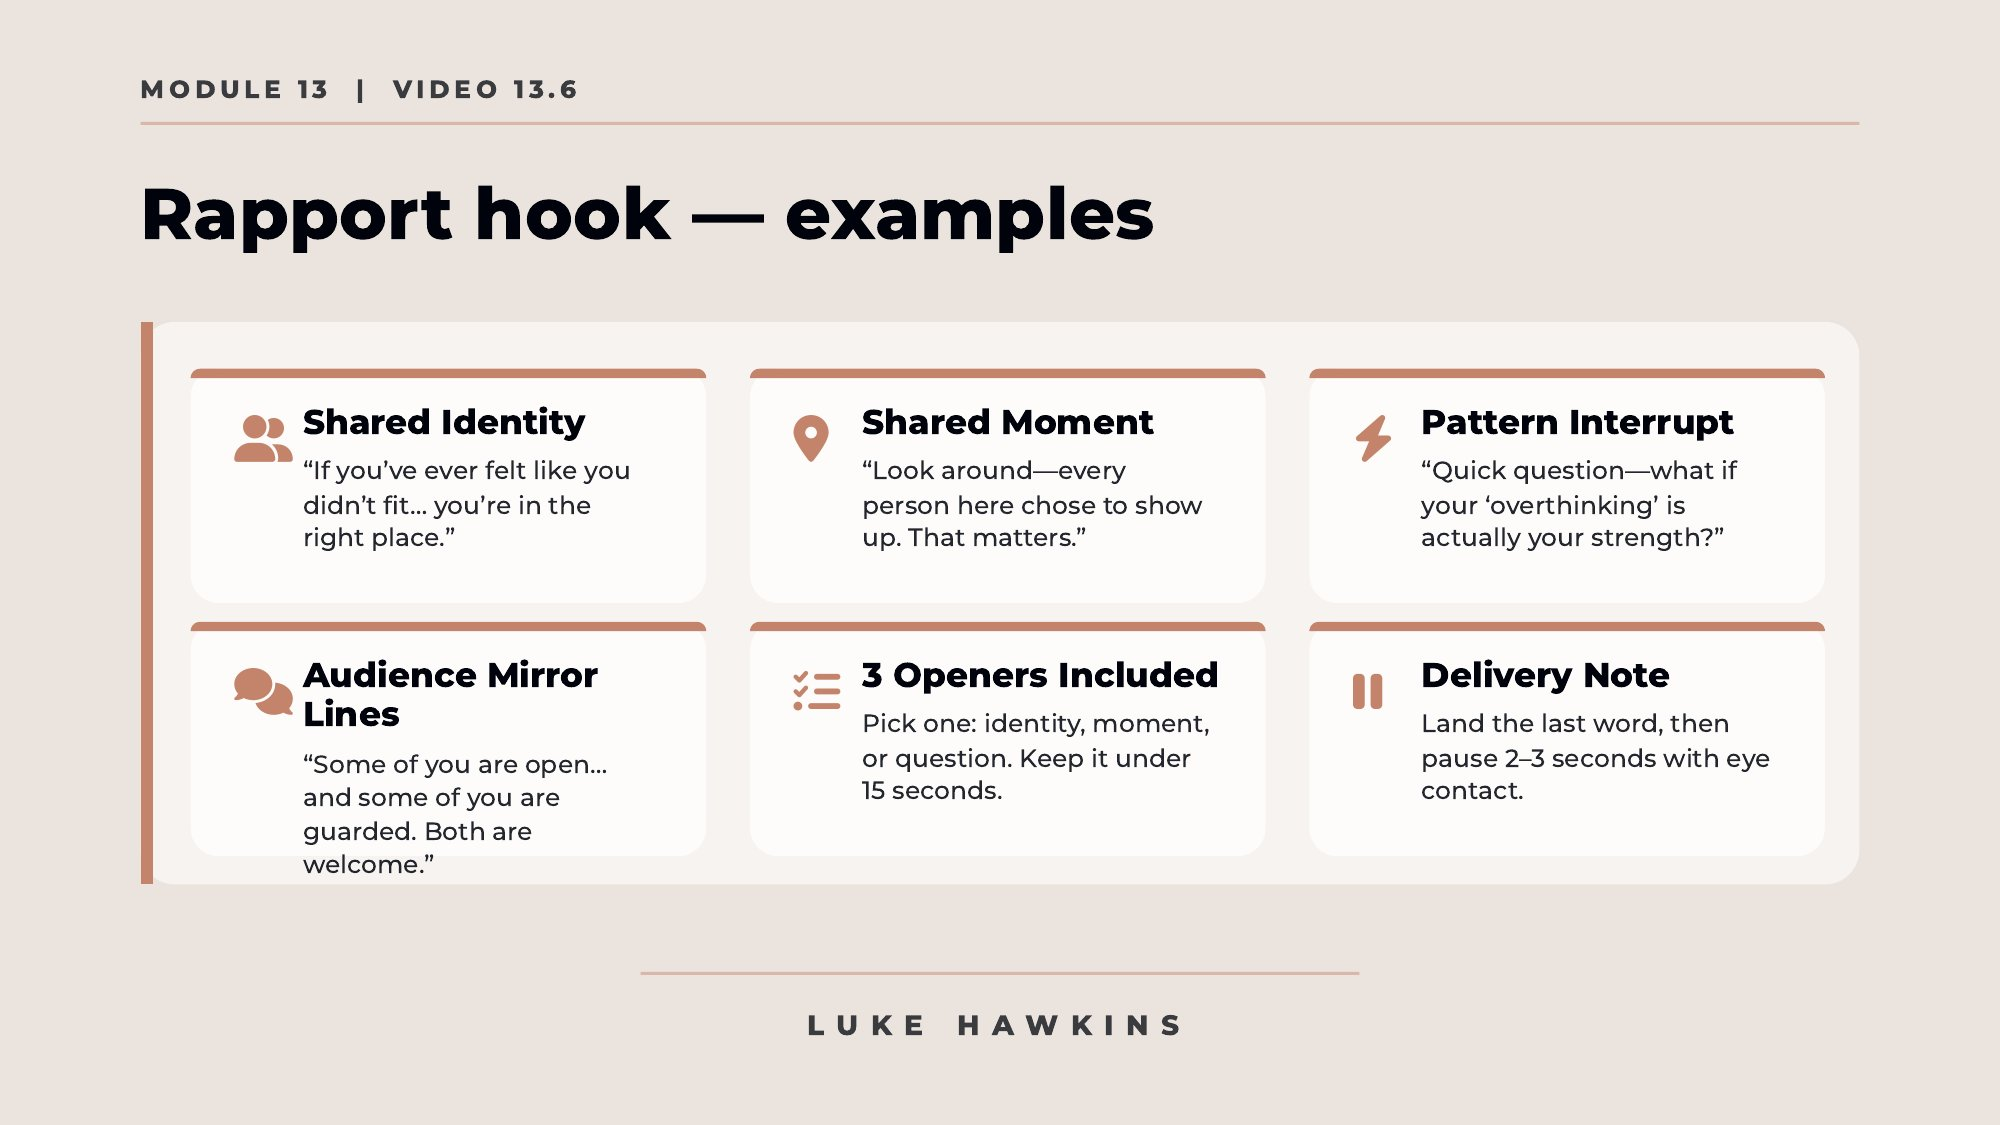 MODULE 13 | VIDEO 13.6
Rapport hook — examples
Shared Identity
“If you’ve ever felt like you
didn’t fit... you’re in the
right place.”
Shared Moment
“Look around—every
person here chose to show
up. That matters.”
Pattern Interrupt
“Quick question—what if
your ‘overthinking’ is
actually your strength?”
Audience Mirror
Lines
“Some of you are open...
and some of you are
guarded. Both are
welcome.”
3 Openers Included
Pick one: identity, moment,
or question. Keep it under
15 seconds.
Delivery Note
Land the last word, then
pause 2–3 seconds with eye
contact.
LUKE HAWKINS